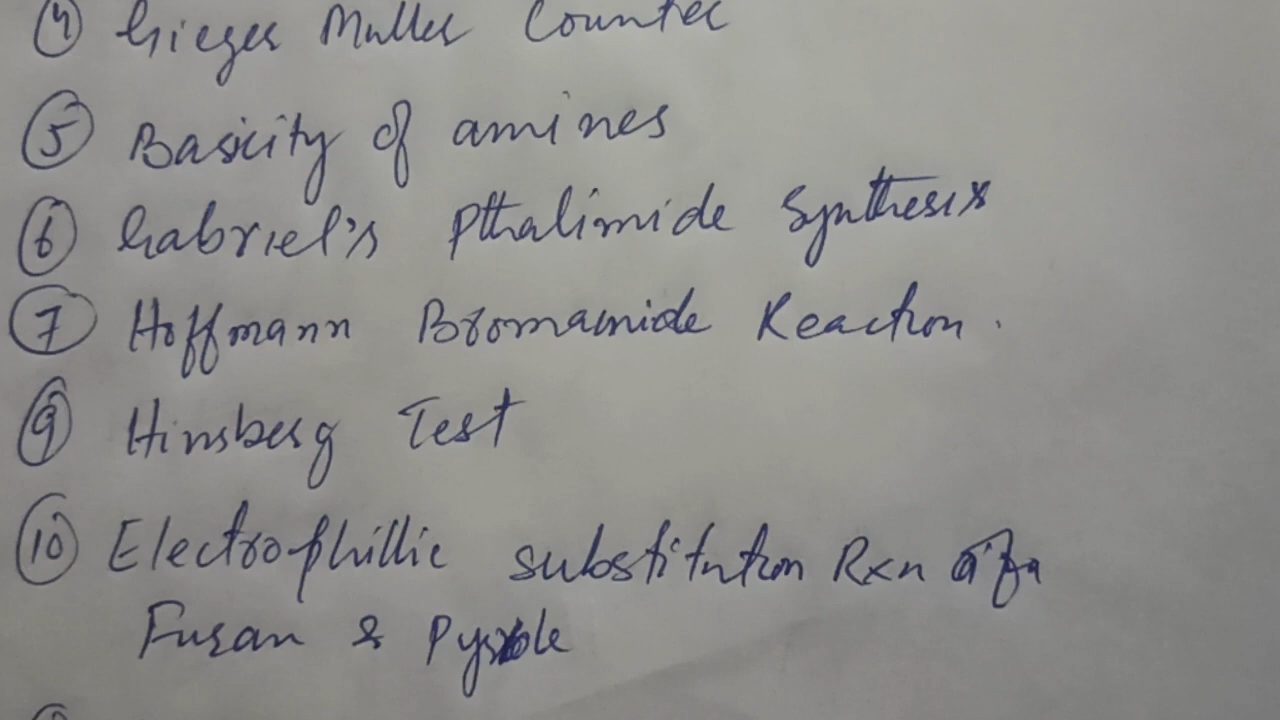 ④ Gieger Muller Counter
⑤ Basicity of amines
⑥ Gabriel's Pthalimide Synthesis
⑦ Hoffmann Bromamide Reaction.
⑨ Hinsberg Test
⑩ Electrophillic substitution Rxn of
Furan & Pyrrole